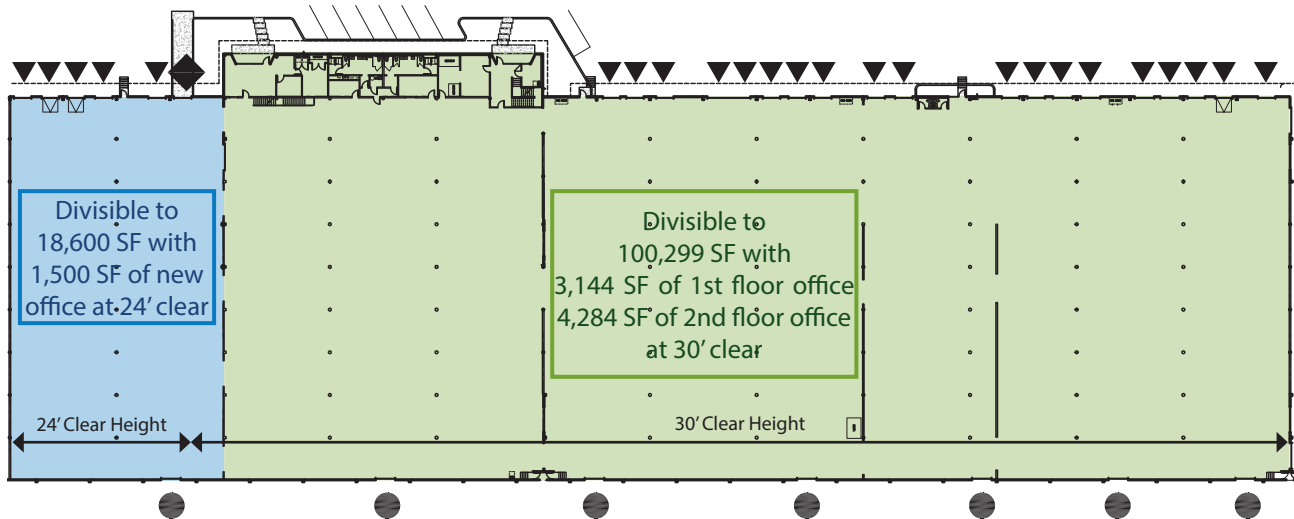 Divisible to
18,600 SF with
1,500 SF of new
office at 24’ clear
Divisible to
100,299 SF with
3,144 SF of 1st floor office
4,284 SF of 2nd floor office
at 30’ clear
24’ Clear Height
30’ Clear Height